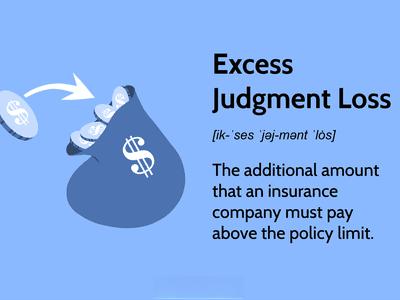 Excess
Judgment Loss
[ik-ˈses ˈjəj-mənt ˈlȯs]
The additional amount
that an insurance
company must pay
above the policy limit.
$
$